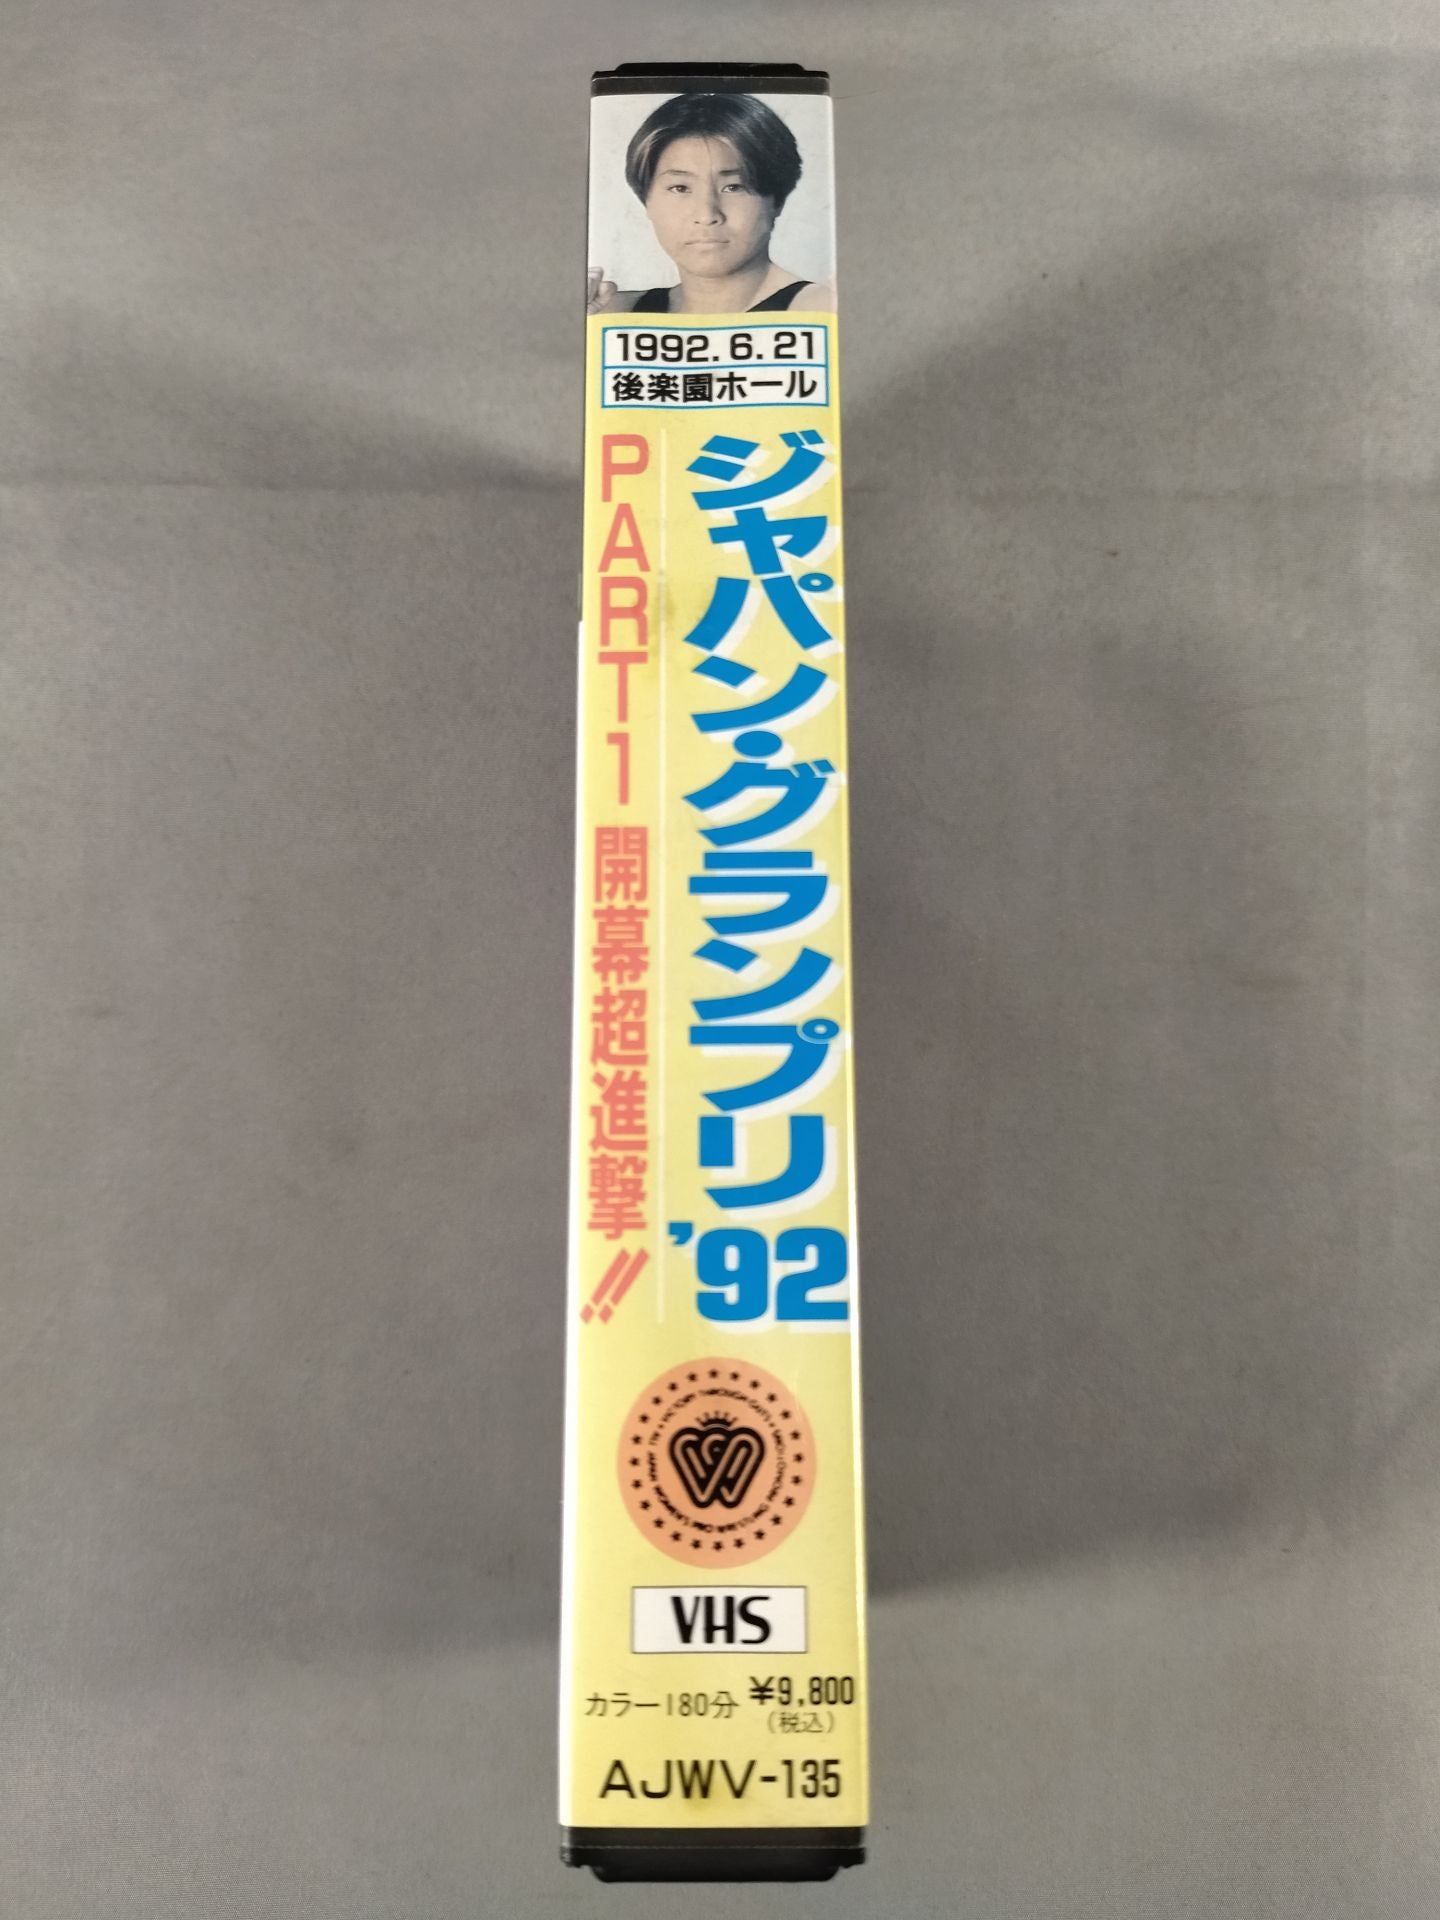 1992.6.21
後楽園ホール
ジャパン・グランプリ'92
PART1 開幕超進撃!!
VHS
カラー180分 ¥9,800
(税込)
AJWV-135